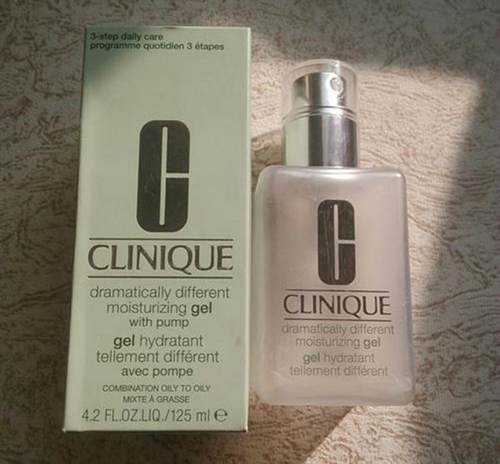 3-step daily care
programme quotidien 3 étapes
C
CLINIQUE
dramatically different
moisturizing gel
with pump
gel hydratant
tellement différent
avec pompe
COMBINATION OILY TO OILY
MIXTE À GRASSE
4.2 FL.OZ.LIQ./125 ml ℮
C
CLINIQUE
dramatically different
moisturizing gel
gel hydratant
tellement différent